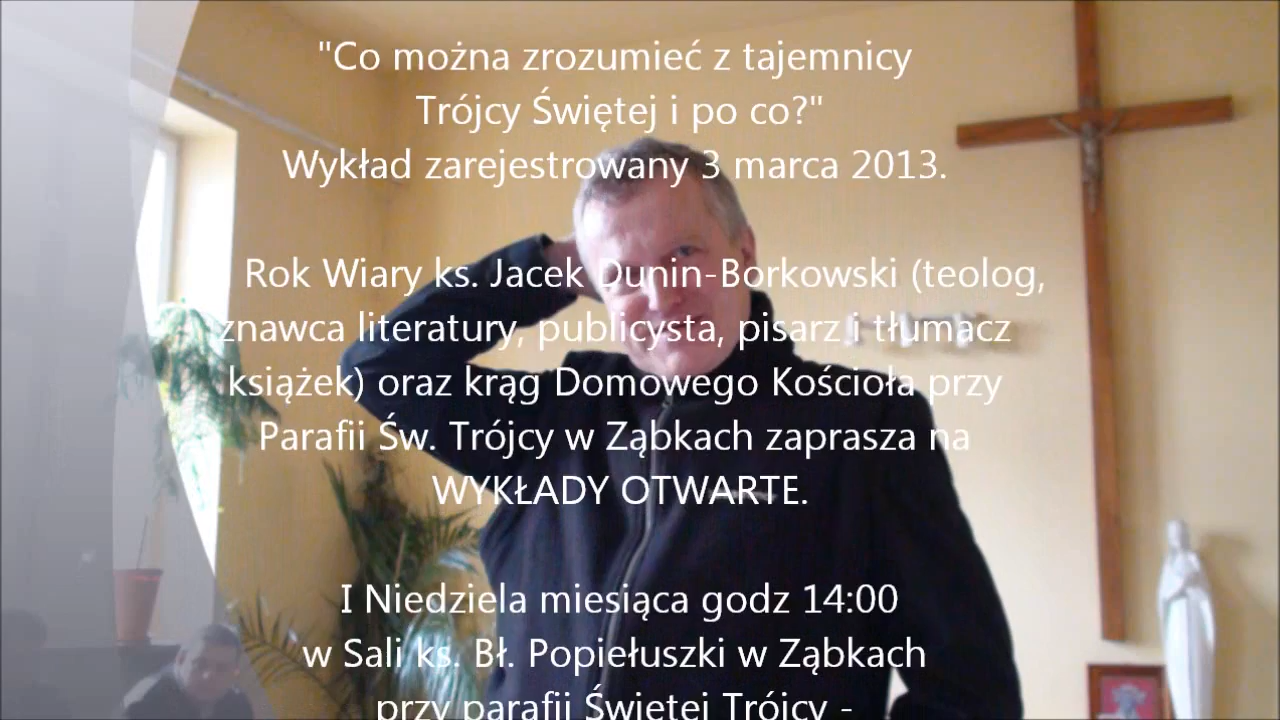 "Co można zrozumieć z tajemnicy
Trójcy Świętej i po co?"
Wykład zarejestrowany 3 marca 2013.
Rok Wiary ks. Jacek Dunin-Borkowski (teolog,
znawca literatury, publicysta, pisarz i tłumacz
książek) oraz krąg Domowego Kościoła przy
Parafii Św. Trójcy w Ząbkach zaprasza na
WYKŁADY OTWARTE.
I Niedziela miesiąca godz 14:00
w Sali ks. Bł. Popiełuszki w Ząbkach
przy parafii Świętej Trójcy -